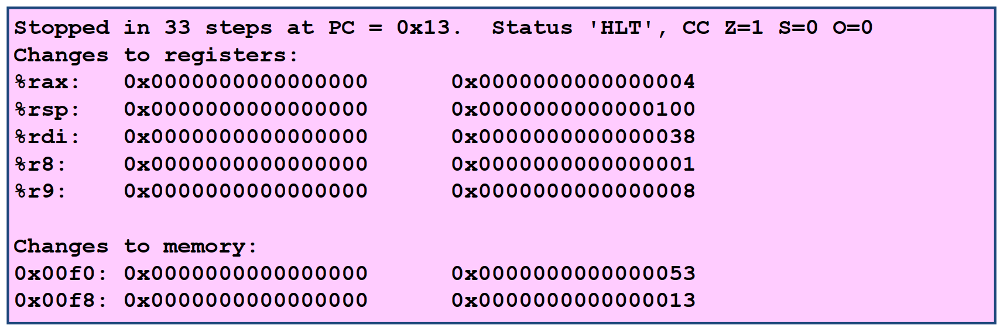 Stopped in 33 steps at PC = 0x13.  Status 'HLT', CC Z=1 S=0 O=0
Changes to registers:
%rax:   0x0000000000000000      0x0000000000000004
%rsp:   0x0000000000000000      0x0000000000000100
%rdi:   0x0000000000000000      0x0000000000000038
%r8:    0x0000000000000000      0x0000000000000001
%r9:    0x0000000000000000      0x0000000000000008
Changes to memory:
0x00f0: 0x0000000000000000      0x0000000000000053
0x00f8: 0x0000000000000000      0x0000000000000013